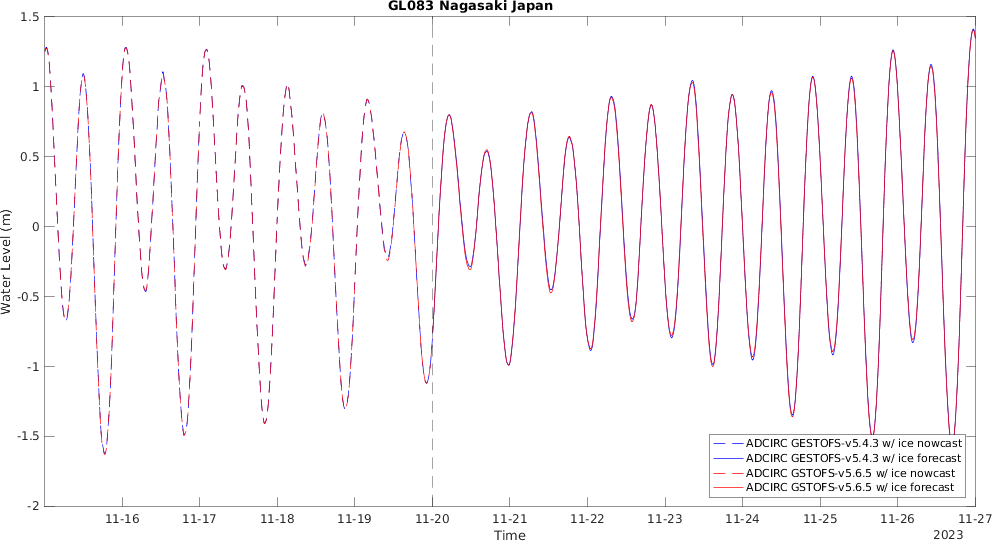 GL083 Nagasaki Japan
1.5
1
0.5
0
-0.5
-1
-1.5
-2
Water Level (m)
ADCIRC GESTOFS-v5.4.3 w/ ice nowcast
ADCIRC GESTOFS-v5.4.3 w/ ice forecast
ADCIRC GSTOFS-v5.6.5 w/ ice nowcast
ADCIRC GSTOFS-v5.6.5 w/ ice forecast
11-16 11-17 11-18 11-19 11-20 11-21 11-22 11-23 11-24 11-25 11-26 11-27
Time
2023